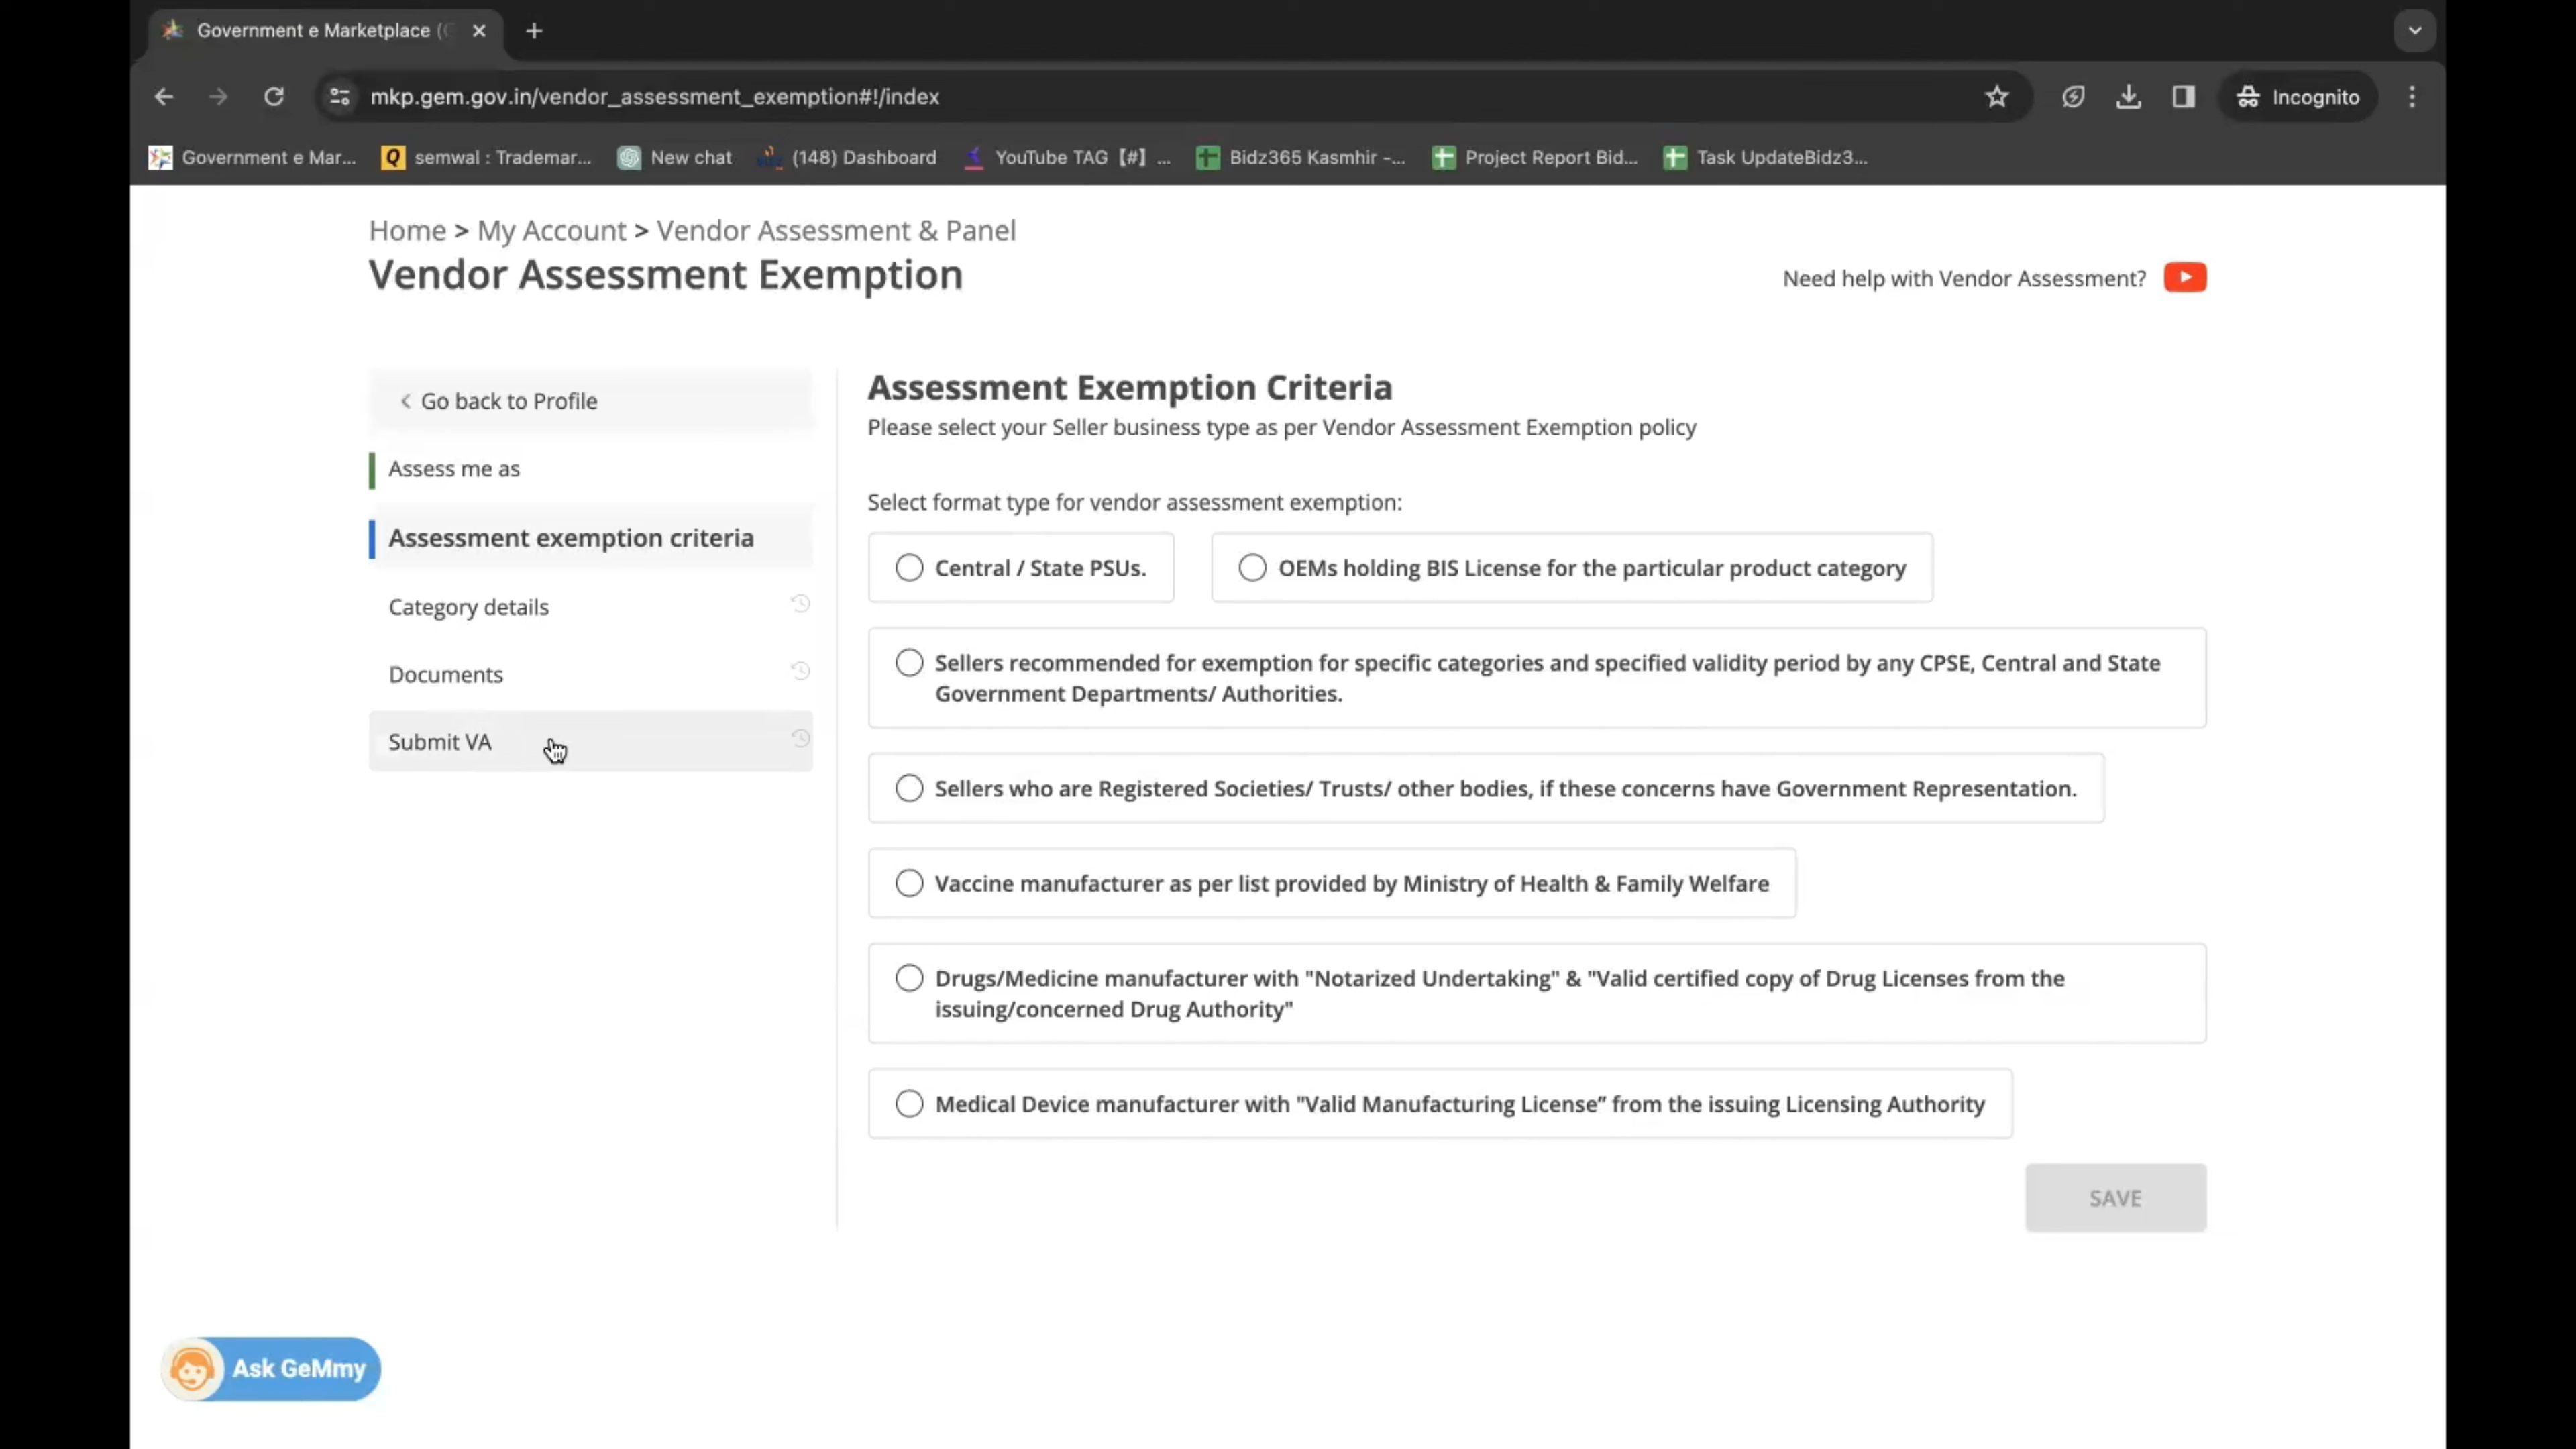 Government e Marketplace (
mkp.gem.gov.in/vendor_assessment_exemption#!/index
Incognito
Government e Mar...
semwal : Trademar...
New chat
(148) Dashboard
YouTube TAG [#] ...
Bidz365 Kasmhir -...
Project Report Bid...
Task UpdateBidz3...
Home > My Account > Vendor Assessment & Panel
Vendor Assessment Exemption
Need help with Vendor Assessment?
Go back to Profile
Assess me as
Assessment exemption criteria
Category details
Documents
Submit VA
Assessment Exemption Criteria
Please select your Seller business type as per Vendor Assessment Exemption policy
Select format type for vendor assessment exemption:
Central / State PSUs.
OEMs holding BIS License for the particular product category
Sellers recommended for exemption for specific categories and specified validity period by any CPSE, Central and State
Government Departments/ Authorities.
Sellers who are Registered Societies/ Trusts/ other bodies, if these concerns have Government Representation.
Vaccine manufacturer as per list provided by Ministry of Health & Family Welfare
Drugs/Medicine manufacturer with "Notarized Undertaking" & "Valid certified copy of Drug Licenses from the
issuing/concerned Drug Authority"
Medical Device manufacturer with "Valid Manufacturing License” from the issuing Licensing Authority
SAVE
Ask GeMmy